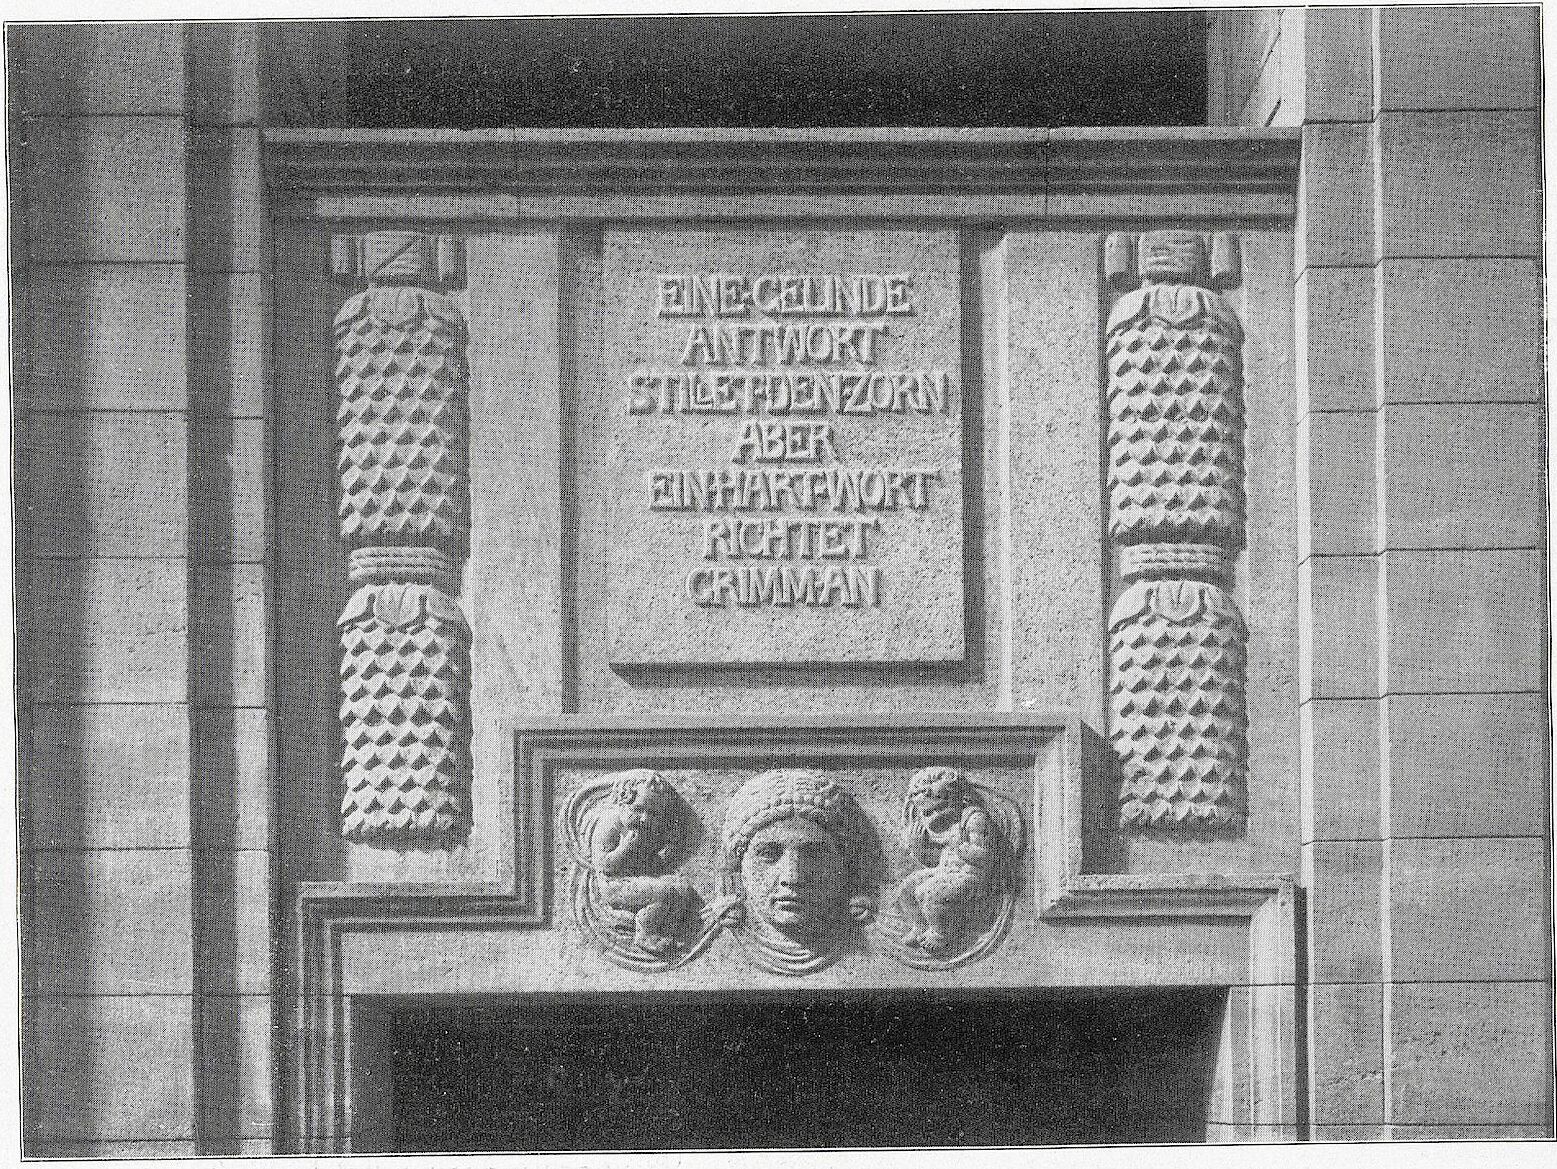 EINE·GELINDE
ANTWORT
STILLET·DEN·ZORN
ABER
EIN·HART·WORT
RICHTET
GRIMM·AN